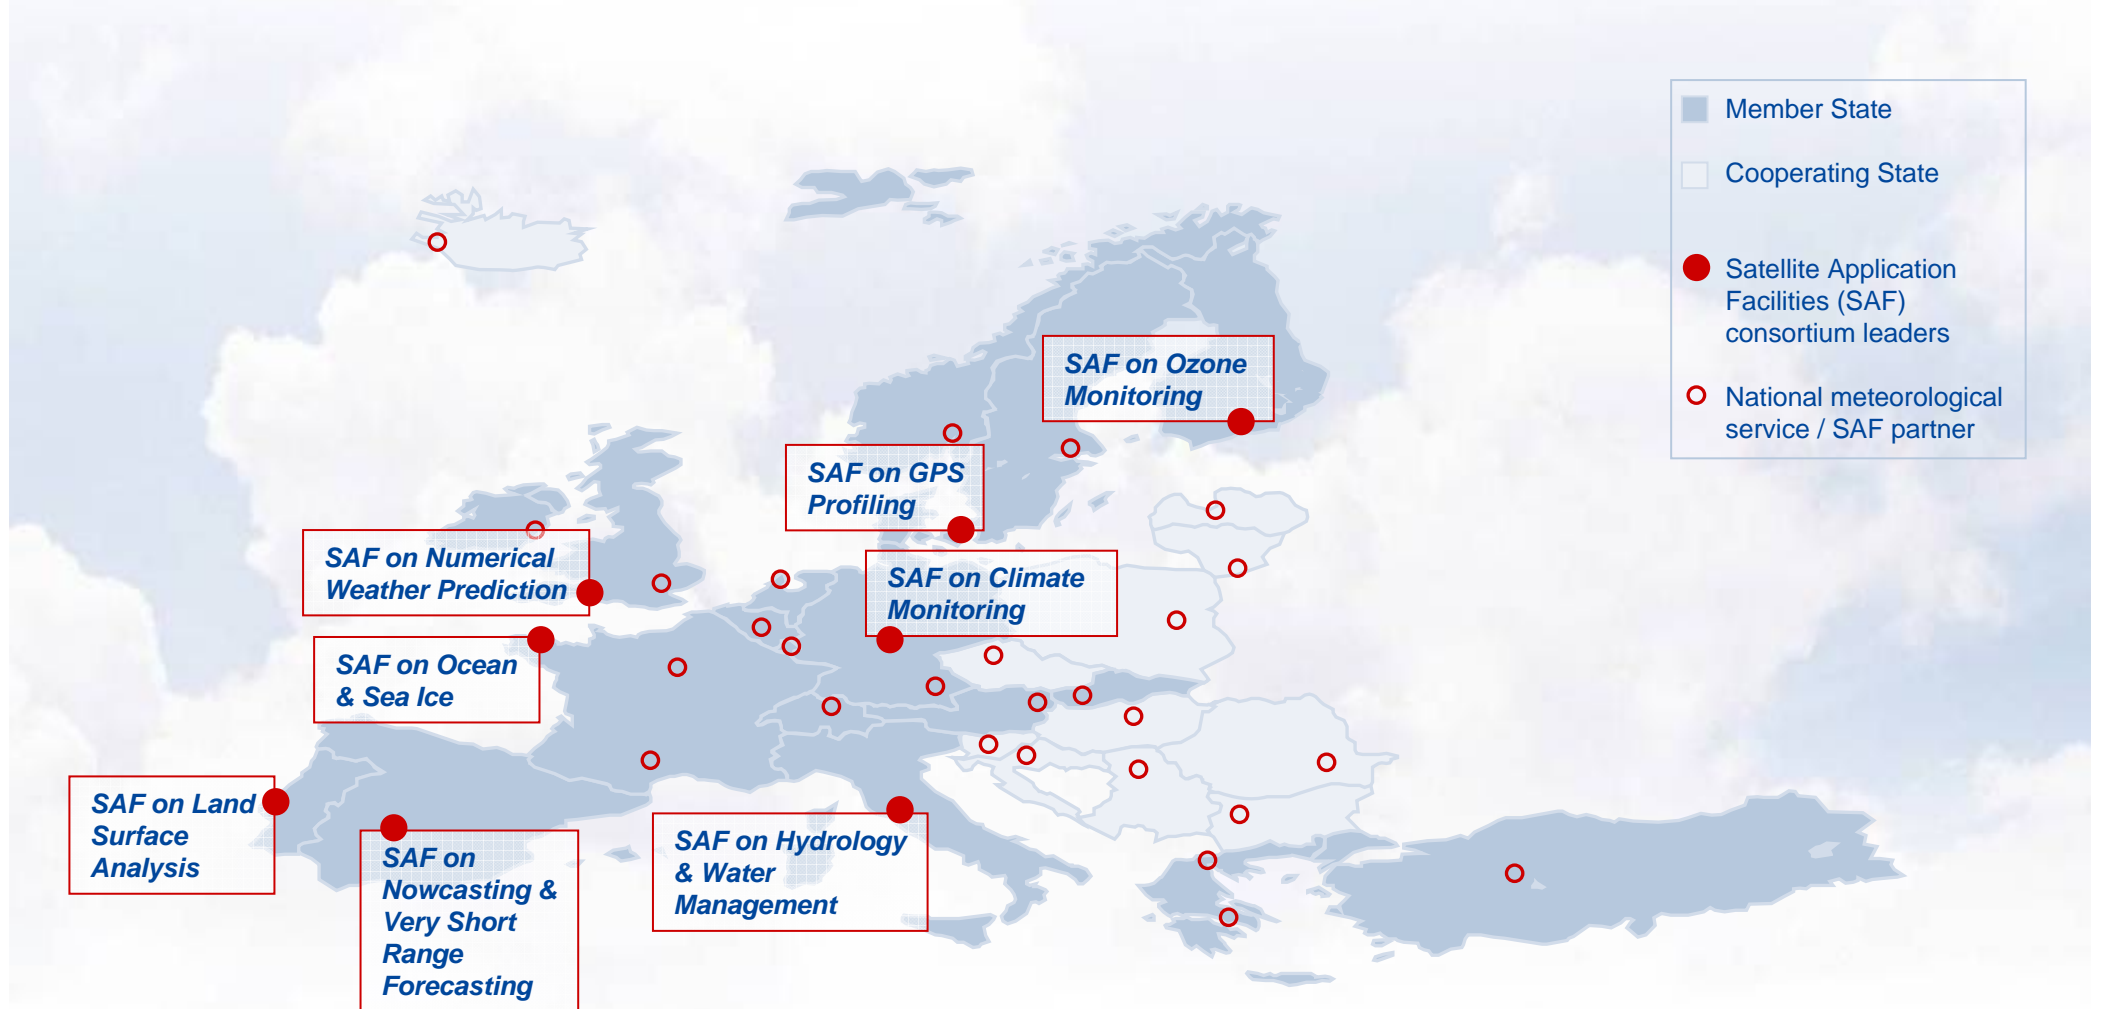 Member State
Cooperating State
Satellite Application
Facilities (SAF)
consortium leaders
National meteorological
service / SAF partner
SAF on Ozone
Monitoring
SAF on GPS
Profiling
SAF on Numerical
Weather Prediction
SAF on Climate
Monitoring
SAF on Ocean
& Sea Ice
SAF on Land
Surface
Analysis
SAF on
Nowcasting &
Very Short
Range
Forecasting
SAF on Hydrology
& Water
Management